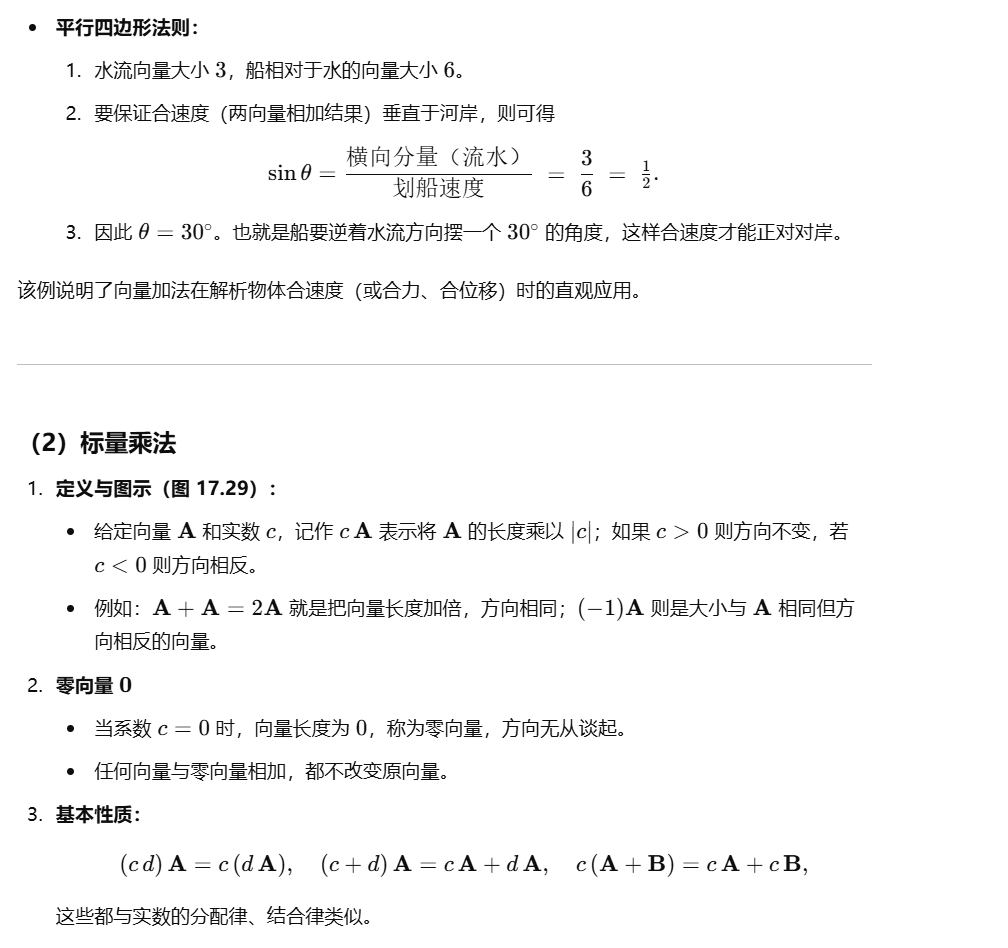 • 平行四边形法则：
1. 水流向量大小 3，船相对于水的向量大小 6。
2. 要保证合速度（两向量相加结果）垂直于河岸，则可得
sin θ = 横向分量（流水）/划船速度 = 3/6 = 1/2.
3. 因此 θ = 30°。也就是船要逆着水流方向摆一个 30° 的角度，这样合速度才能正对对岸。
该例说明了向量加法在解析物体合速度（或合力、合位移）时的直观应用。
（2）标量乘法
1. 定义与图示（图 17.29）：
• 给定向量 A 和实数 c，记作 c A 表示将 A 的长度乘以 |c|；如果 c > 0 则方向不变，若
c < 0 则方向相反。
• 例如：A + A = 2A 就是把向量长度加倍，方向相同；(−1)A 则是大小与 A 相同但方
向相反的向量。
2. 零向量 0
• 当系数 c = 0 时，向量长度为 0，称为零向量，方向无从谈起。
• 任何向量与零向量相加，都不改变原向量。
3. 基本性质：
(c d) A = c (d A), (c + d) A = c A + d A, c (A + B) = c A + c B,
这些都与实数的分配律、结合律类似。